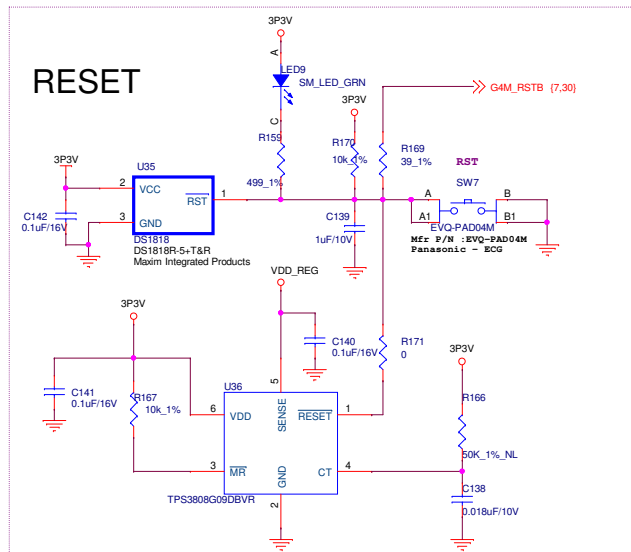 3P3V
A
LED9
SM_LED_GRN
RESET
G4M_RSTB {7,30}
C
3P3V
R159
R170
10k_1%
R169
39_1%
RST
3P3V
U35
499_1%
SW7
2
VCC
RST
1
A
B
C142
0.1uF/16V
3
GND
C139
1uF/10V
A1
B1
EVQ-PAD04M
DS1818
DS1818R-5+T&R
Maxim Integrated Products
Mfr P/N :EVQ-PAD04M
Panasonic - ECG
VDD_REG
3P3V
C140
0.1uF/16V
R171
0
3P3V
C141
0.1uF/16V
R167
10k_1%
U36
5
R166
6
VDD
SENSE
RESET
1
50K_1%_NL
3
MR
GND
CT
4
C138
0.018uF/10V
TPS3808G09DBVR
2